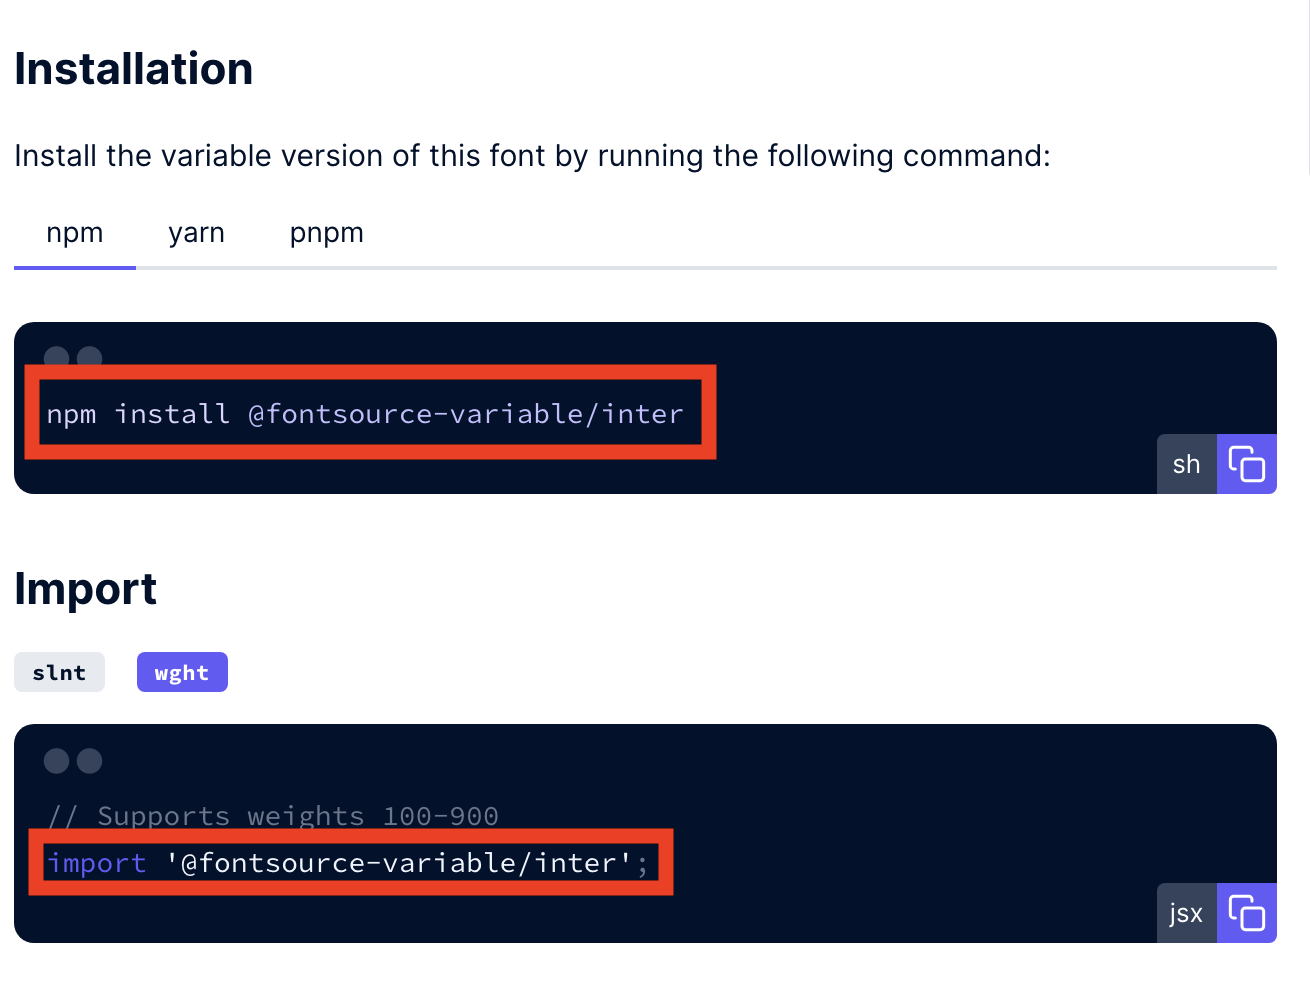 Installation
Install the variable version of this font by running the following command:
npm yarn pnpm
npm install @fontsource-variable/inter
sh
Import
slnt wght
// Supports weights 100-900
import '@fontsource-variable/inter';
jsx